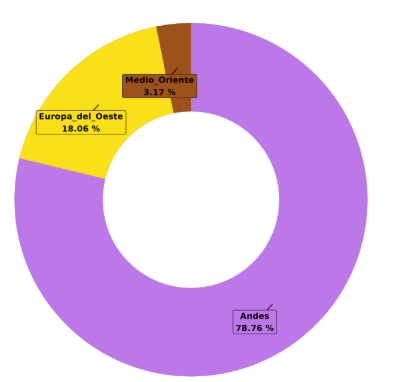 Medio_Oriente
3.17 %
Europa_del_Oeste
18.06 %
Andes
78.76 %